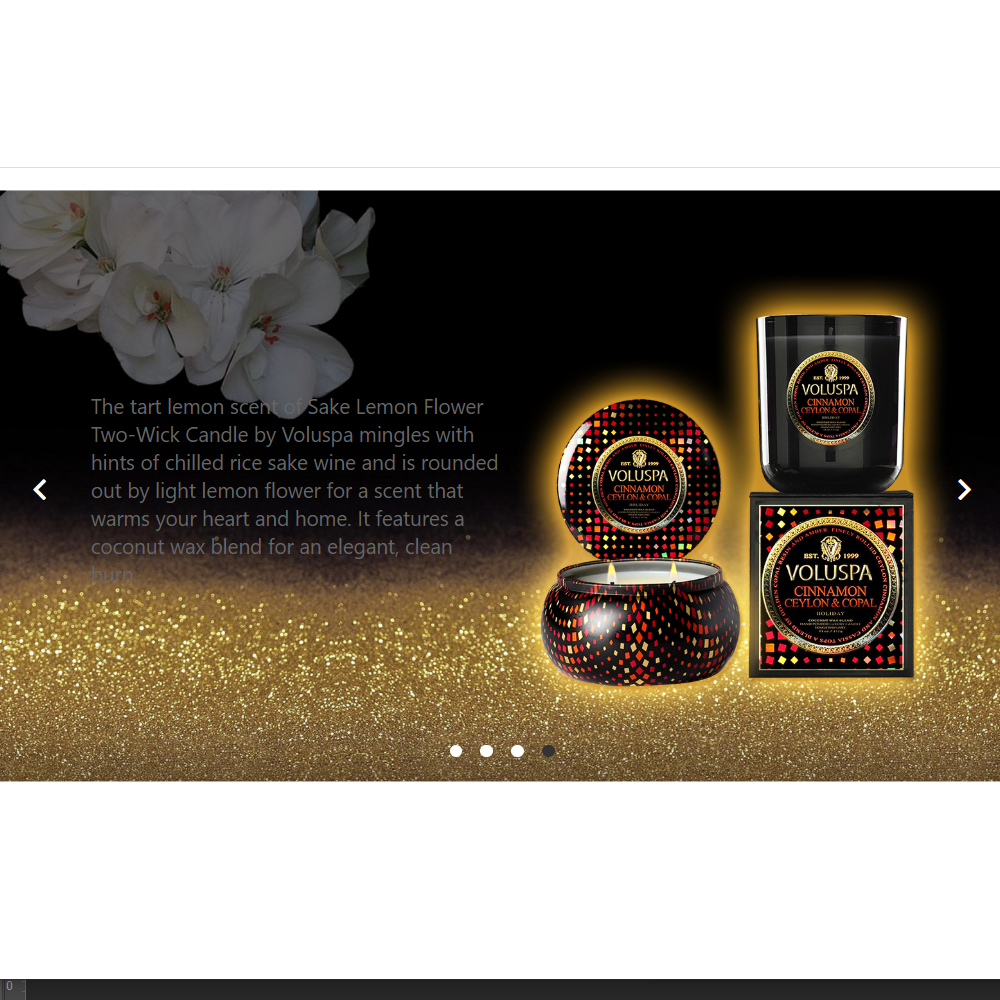 The tart lemon scent of Sake Lemon Flower
Two-Wick Candle by Voluspa mingles with
hints of chilled rice sake wine and is rounded
out by light lemon flower for a scent that
warms your heart and home. It features a
coconut wax blend for an elegant, clean
burn.
EST. 1999
VOLUSPA
CINNAMON
CEYLON & COPAL
HOLIDAY
EST. 1999
VOLUSPA
CINNAMON
CEYLON & COPAL
HOLIDAY
EST. 1999
VOLUSPA
CINNAMON
CEYLON & COPAL
HOLIDAY
COCONUT WAX BLEND
0